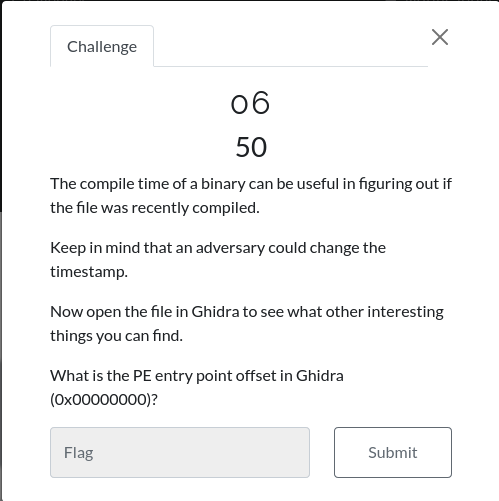 Challenge
06
50
The compile time of a binary can be useful in figuring out if
the file was recently compiled.
Keep in mind that an adversary could change the
timestamp.
Now open the file in Ghidra to see what other interesting
things you can find.
What is the PE entry point offset in Ghidra
(0x00000000)?
Flag
Submit